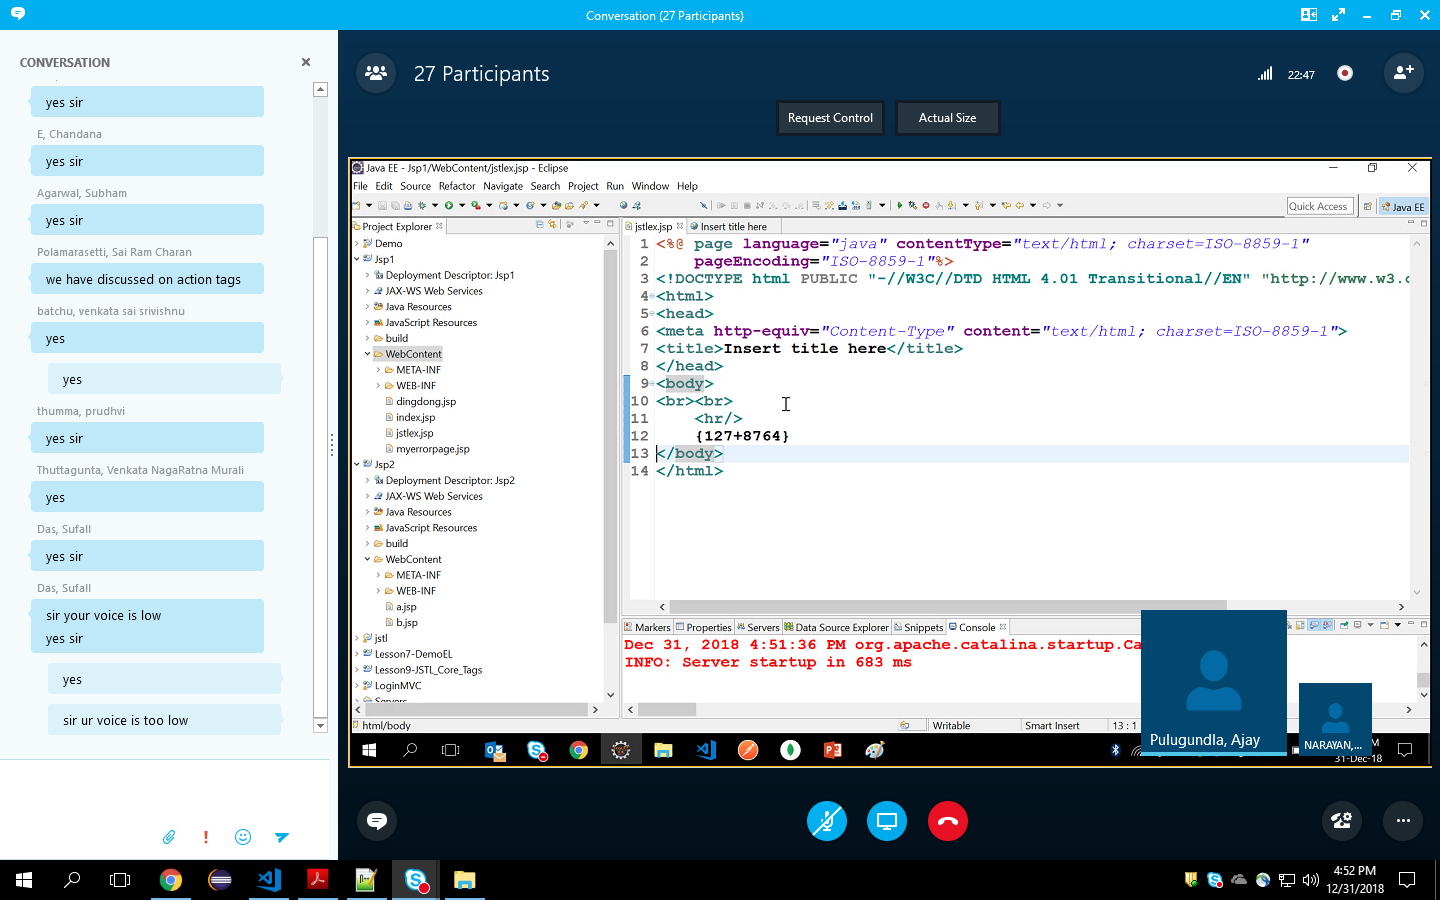 Conversation (27 Participants)
CONVERSATION
yes sir
E, Chandana
yes sir
Agarwal, Subham
yes sir
Polamarasetti, Sai Ram Charan
we have discussed on action tags
batchu, venkata sai srivishnu
yes
yes
thumma, prudhvi
yes sir
Thuttagunta, Venkata NagaRatna Murali
yes
Das, Sufall
yes sir
Das, Sufall
sir your voice is low
yes sir
yes
sir ur voice is too low
27 Participants
22:47
Request Control
Actual Size
Java EE - Jsp1/WebContent/jstlex.jsp - Eclipse
File Edit Source Refactor Navigate Search Project Run Window Help
Quick Access
Java EE
Project Explorer
Demo
Jsp1
Deployment Descriptor: Jsp1
JAX-WS Web Services
Java Resources
JavaScript Resources
build
WebContent
META-INF
WEB-INF
dingdong.jsp
index.jsp
jstlex.jsp
myerrorpage.jsp
Jsp2
Deployment Descriptor: Jsp2
JAX-WS Web Services
Java Resources
JavaScript Resources
build
WebContent
META-INF
WEB-INF
a.jsp
b.jsp
jstl
Lesson7-DemoEL
Lesson9-JSTL_Core_Tags
LoginMVC
Servers
jstlex.jsp Insert title here
1 <%@ page language="java" contentType="text/html; charset=ISO-8859-1"
2 pageEncoding="ISO-8859-1"%>
3 <!DOCTYPE html PUBLIC "-//W3C//DTD HTML 4.01 Transitional//EN" "http://www.w3.o
4 <html>
5 <head>
6 <meta http-equiv="Content-Type" content="text/html; charset=ISO-8859-1">
7 <title>Insert title here</title>
8 </head>
9 <body>
10 <br><br>
11 <hr/>
12 {127+8764}
13 </body>
14 </html>
Markers Properties Servers Data Source Explorer Snippets Console
Dec 31, 2018 4:51:36 PM org.apache.catalina.startup.Ca
INFO: Server startup in 683 ms
html/body
Writable
Smart Insert
13 : 1
Pulugundla, Ajay
NARAYAN,...
M
31-Dec-18
4:52 PM
12/31/2018